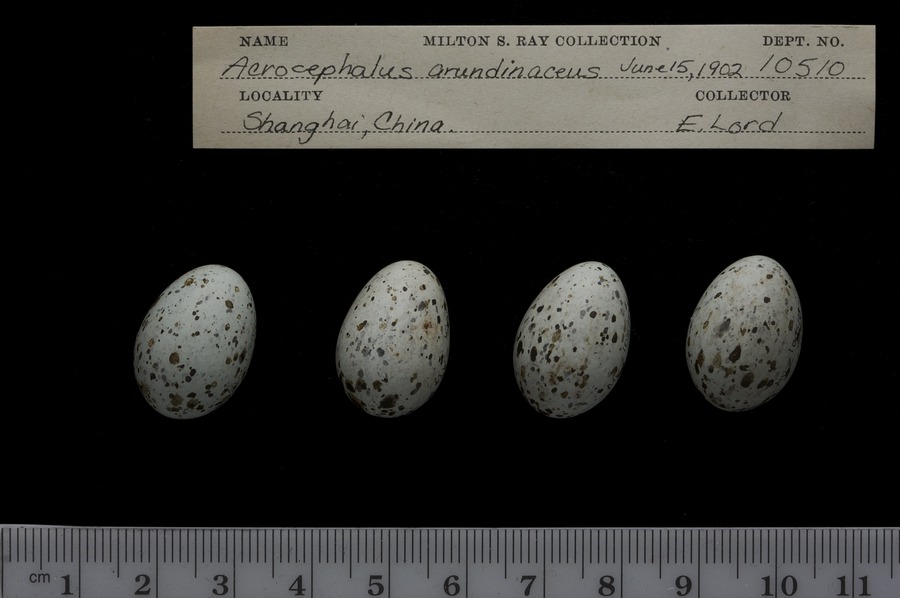 NAME MILTON S. RAY COLLECTION DEPT. NO.
Acrocephalus arundinaceus June 15, 1902 10510
LOCALITY COLLECTOR
Shanghai, China. E. Lord
cm 1 2 3 4 5 6 7 8 9 10 11